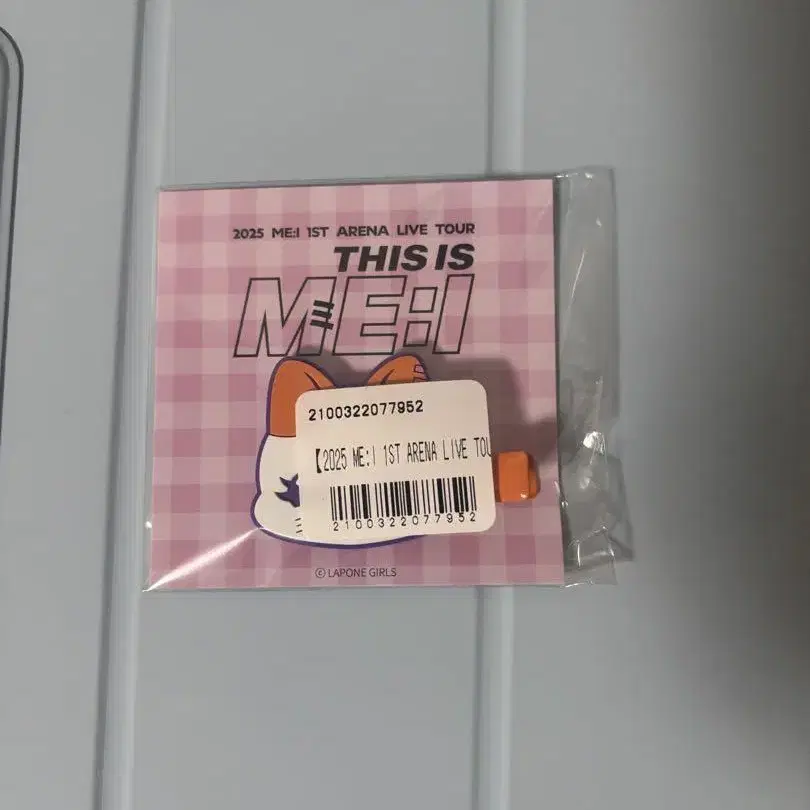 2025 ME:I 1ST ARENA LIVE TOUR
THIS IS
ME:I
2100322077952
【2025 ME:I 1ST ARENA LIVE TOU
2100322077952
© LAPONE GIRLS